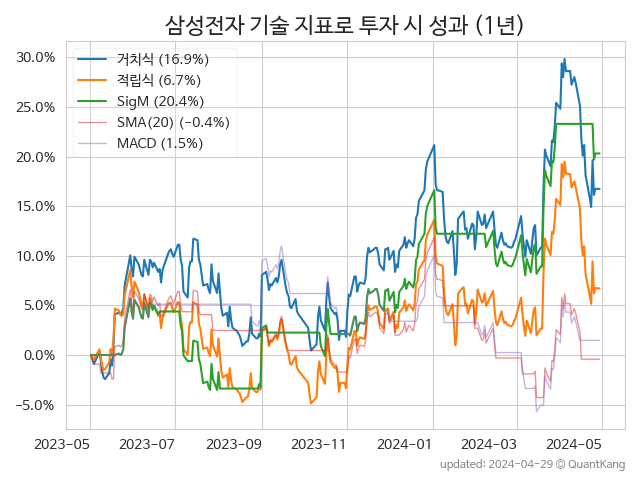 삼성전자 기술 지표로 투자 시 성과 (1년)
거치식 (16.9%)
적립식 (6.7%)
SigM (20.4%)
SMA(20) (−0.4%)
MACD (1.5%)
30.0%
25.0%
20.0%
15.0%
10.0%
5.0%
0.0%
−5.0%
2023−05 2023−07 2023−09 2023−11 2024−01 2024−03 2024−05
updated: 2024−04−29 © QuantKang